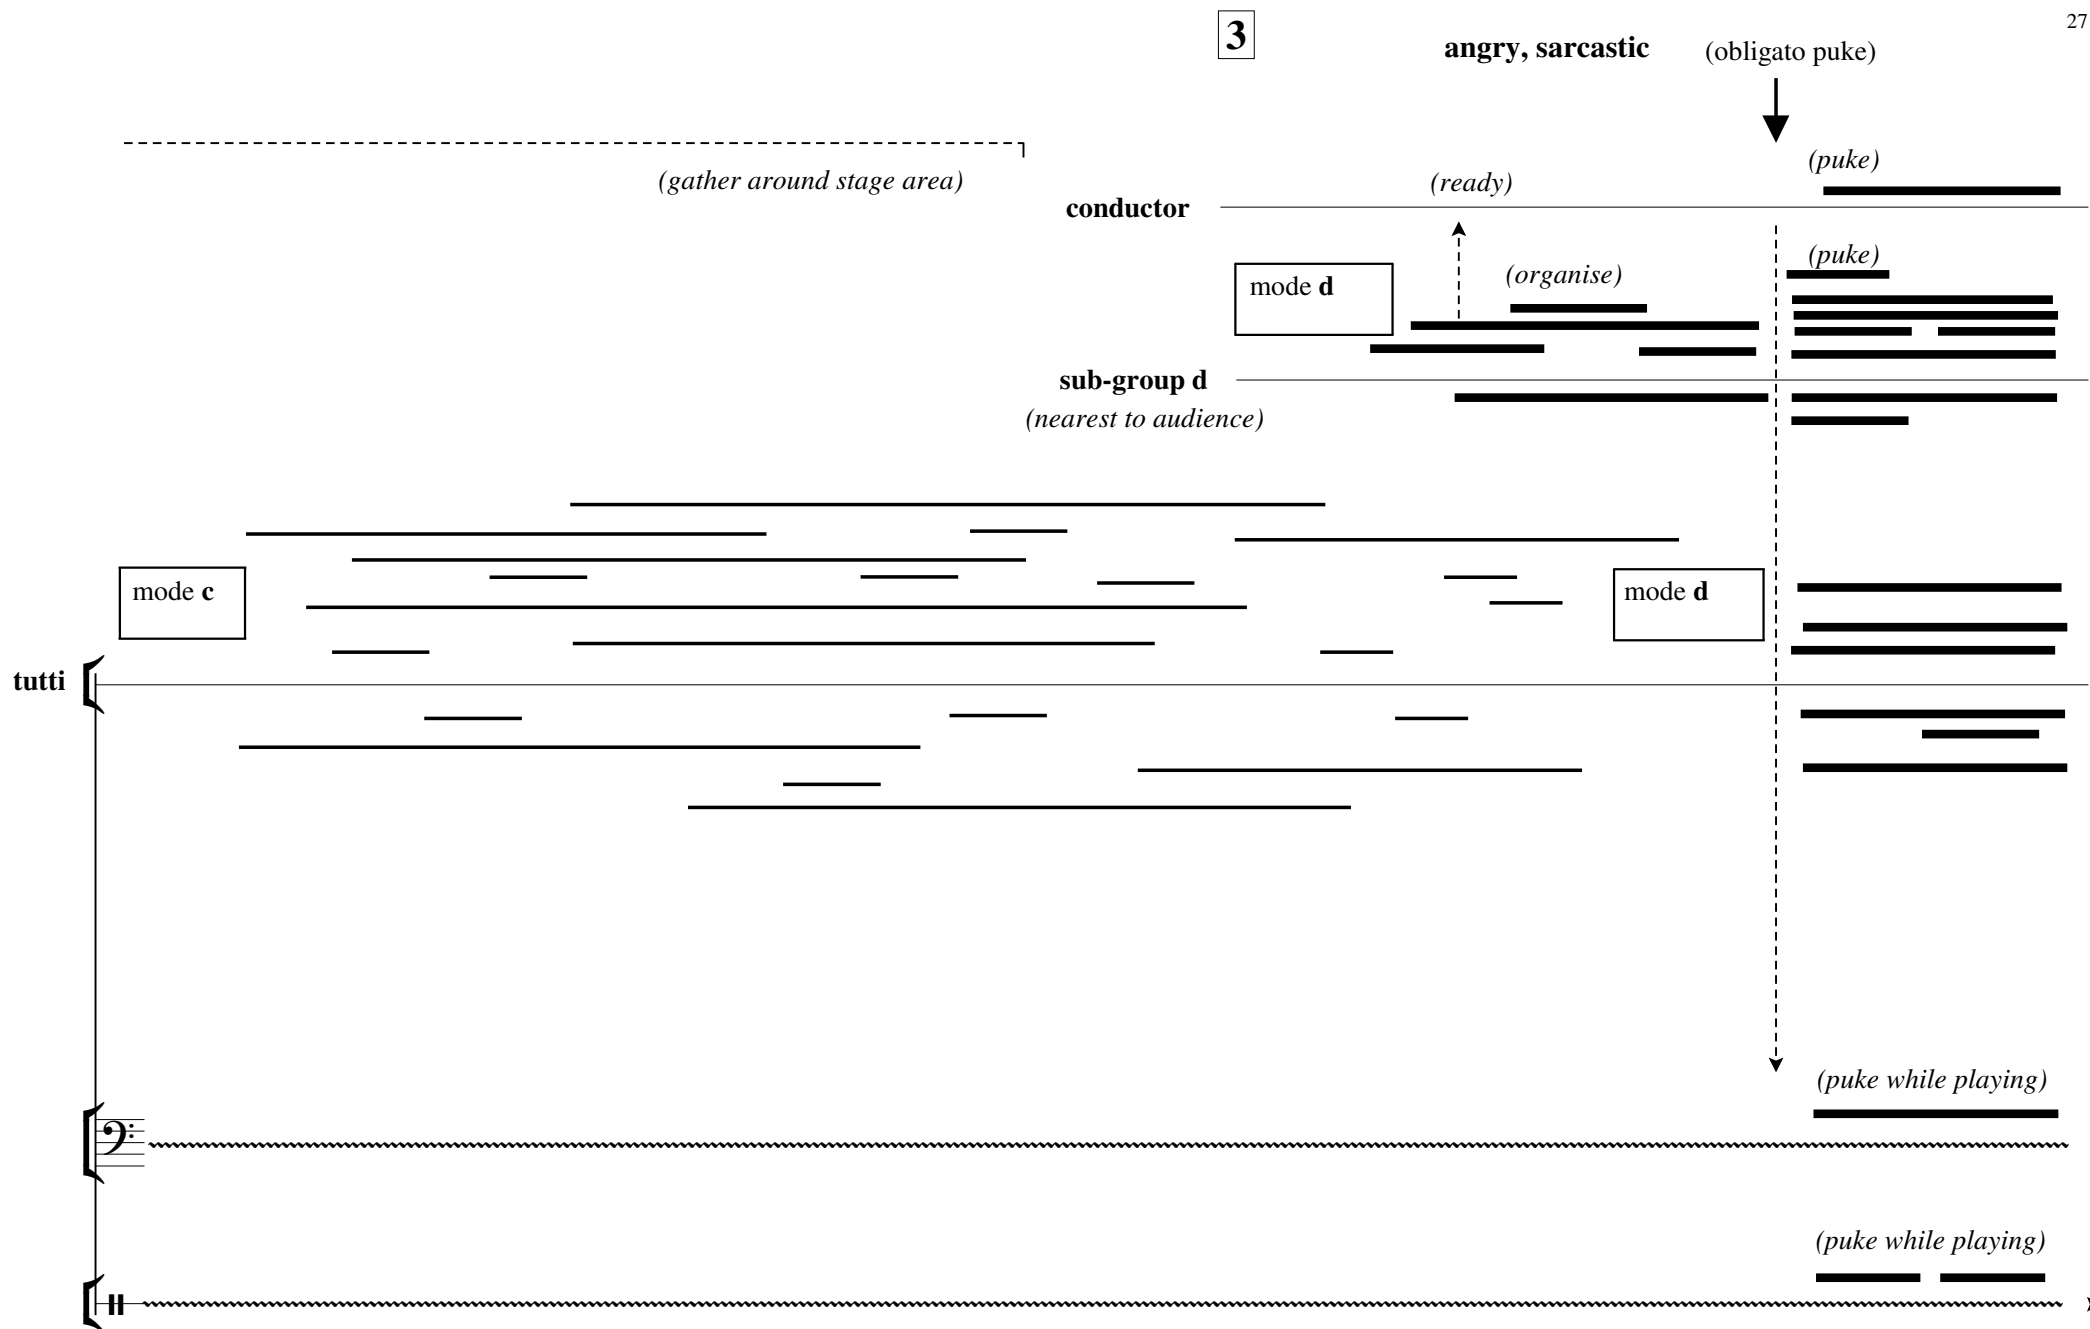 27
3
angry, sarcastic (obligato puke)
(puke)
(gather around stage area)
(ready)
conductor
(puke)
mode d
(organise)
sub-group d
(nearest to audience)
mode c
mode d
tutti
(puke while playing)
(puke while playing)